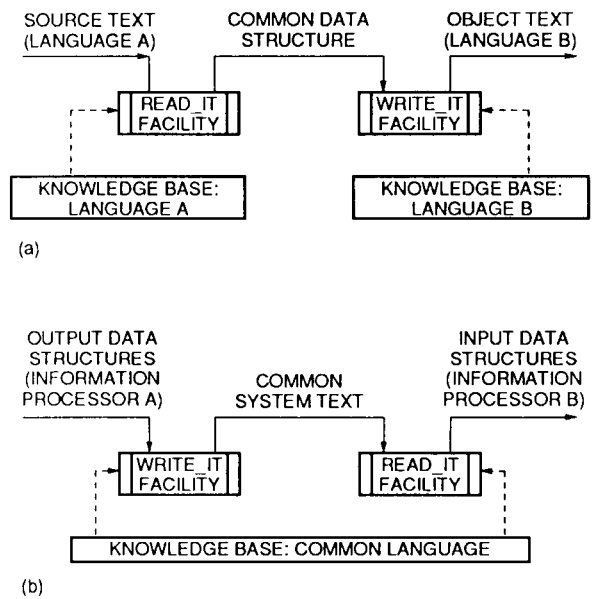 SOURCE TEXT
(LANGUAGE A)
COMMON DATA
STRUCTURE
OBJECT TEXT
(LANGUAGE B)
READ_IT
FACILITY
WRITE_IT
FACILITY
KNOWLEDGE BASE:
LANGUAGE A
KNOWLEDGE BASE:
LANGUAGE B
(a)
OUTPUT DATA
STRUCTURES
(INFORMATION
PROCESSOR A)
COMMON
SYSTEM TEXT
INPUT DATA
STRUCTURES
(INFORMATION
PROCESSOR B)
WRITE_IT
FACILITY
READ_IT
FACILITY
KNOWLEDGE BASE: COMMON LANGUAGE
(b)